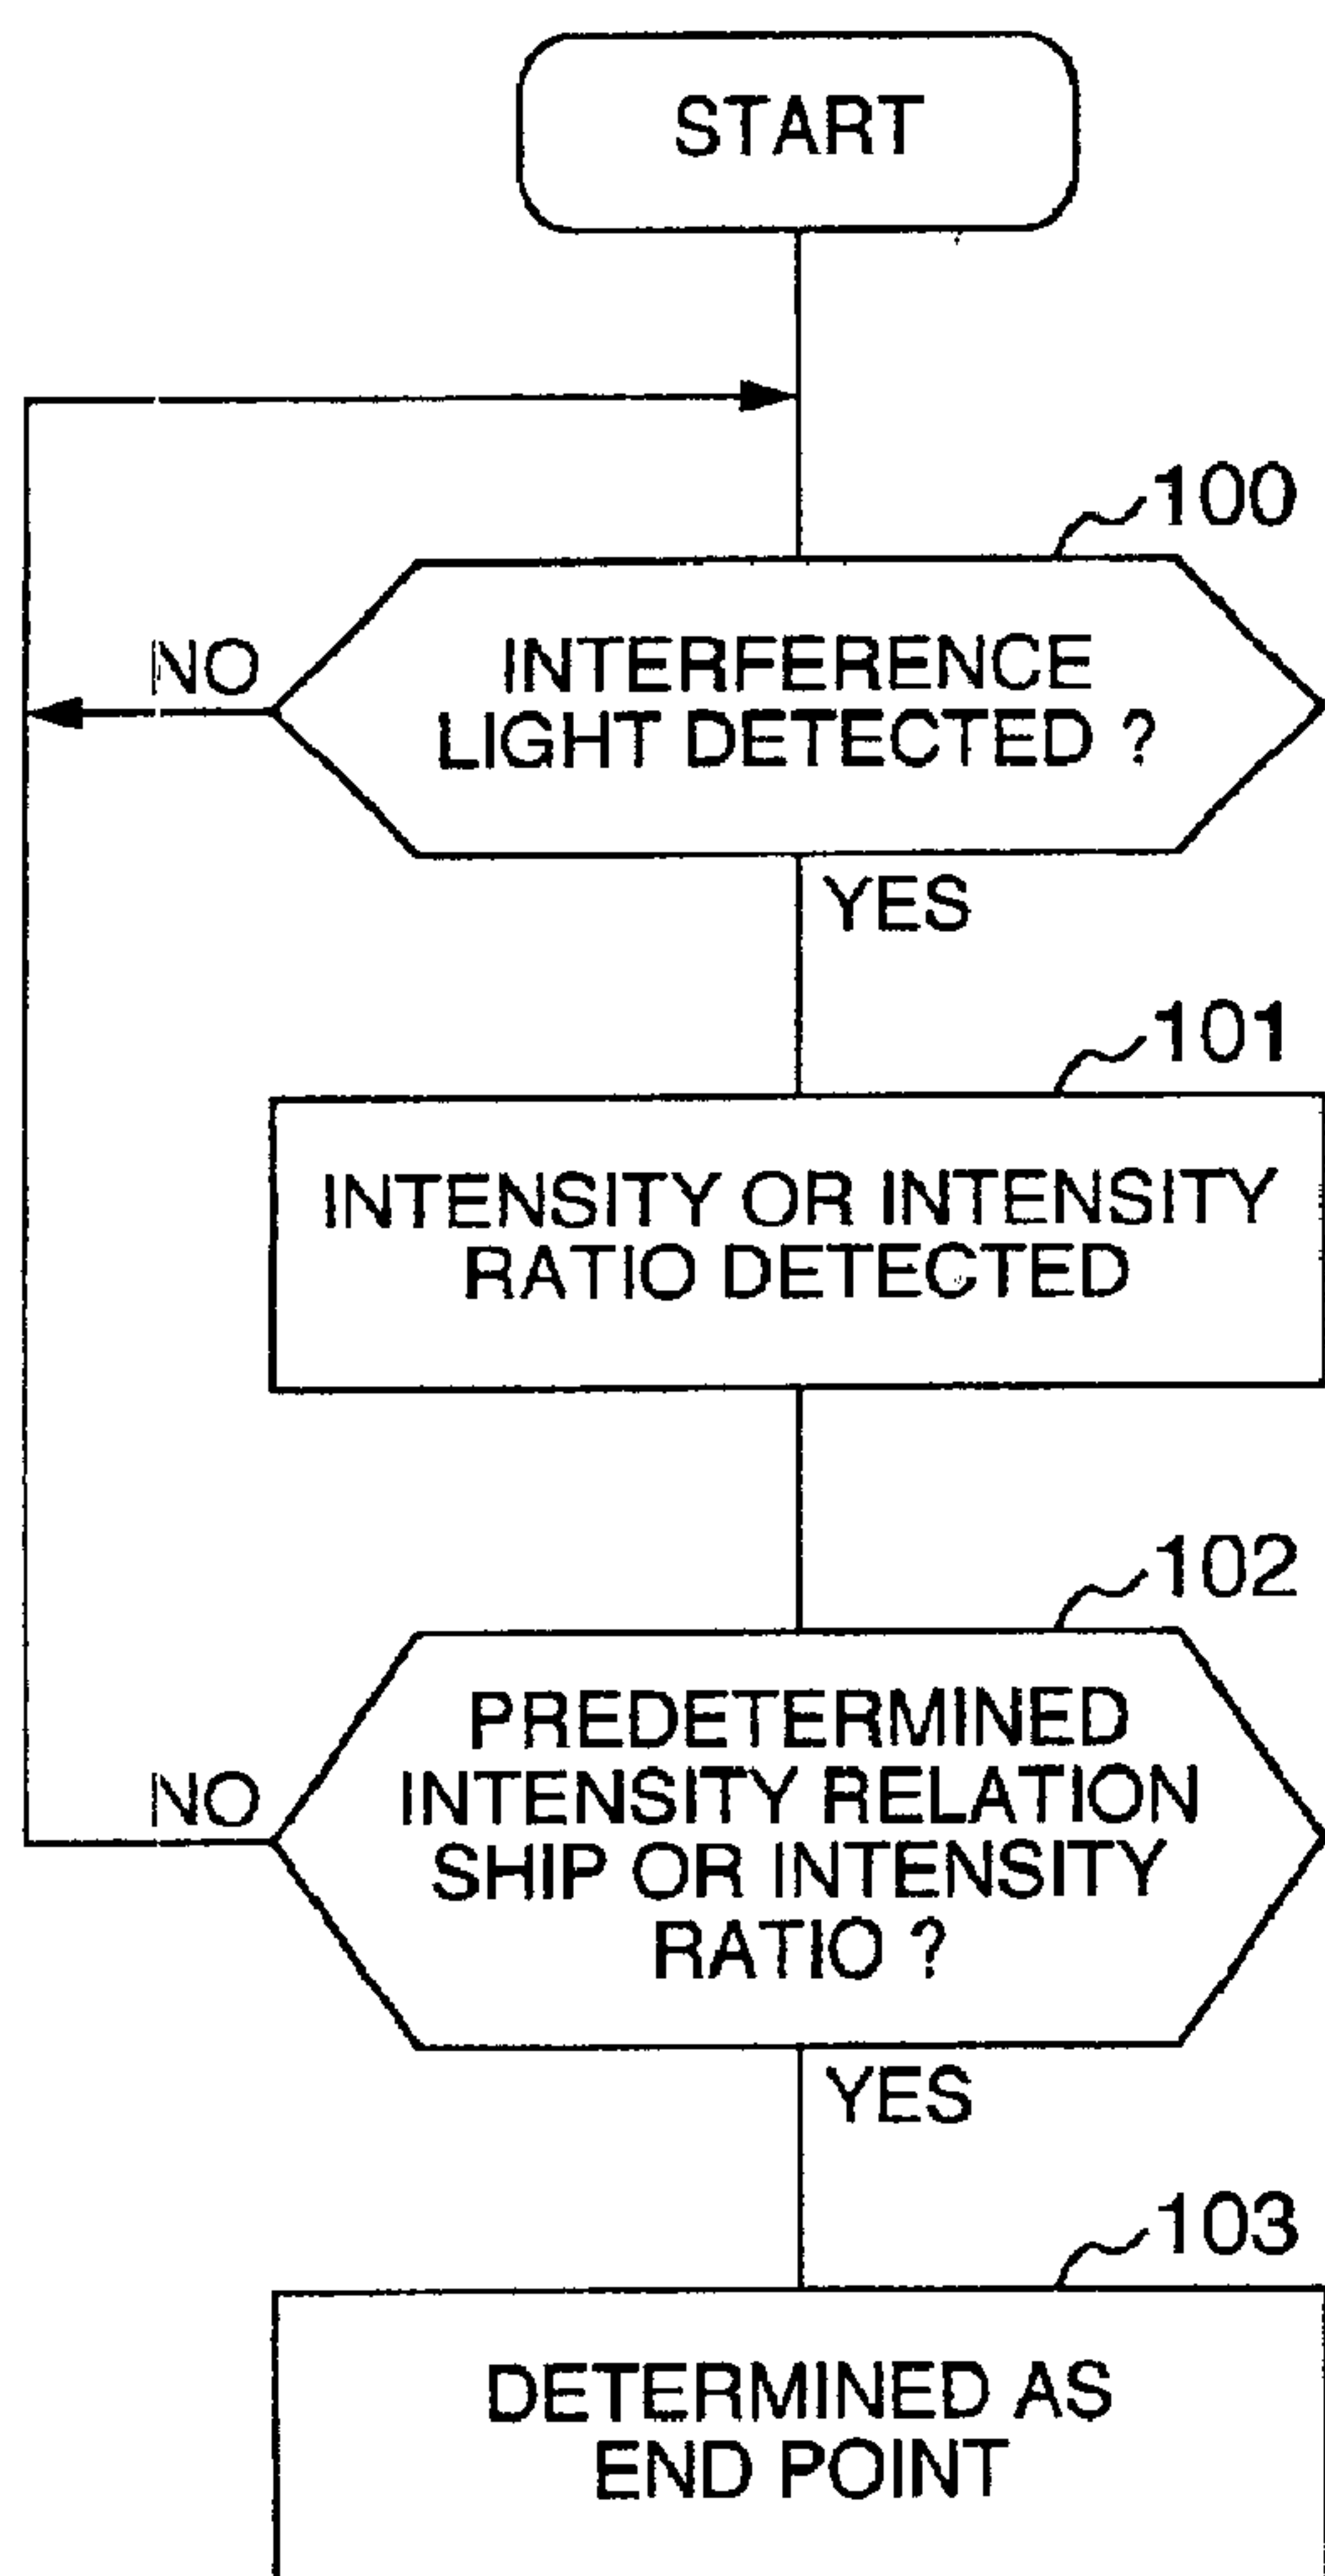 START
100
NO
INTERFERENCE
LIGHT DETECTED ?
YES
101
INTENSITY OR INTENSITY
RATIO DETECTED
102
NO
PREDETERMINED
INTENSITY RELATION
SHIP OR INTENSITY
RATIO ?
YES
103
DETERMINED AS
END POINT